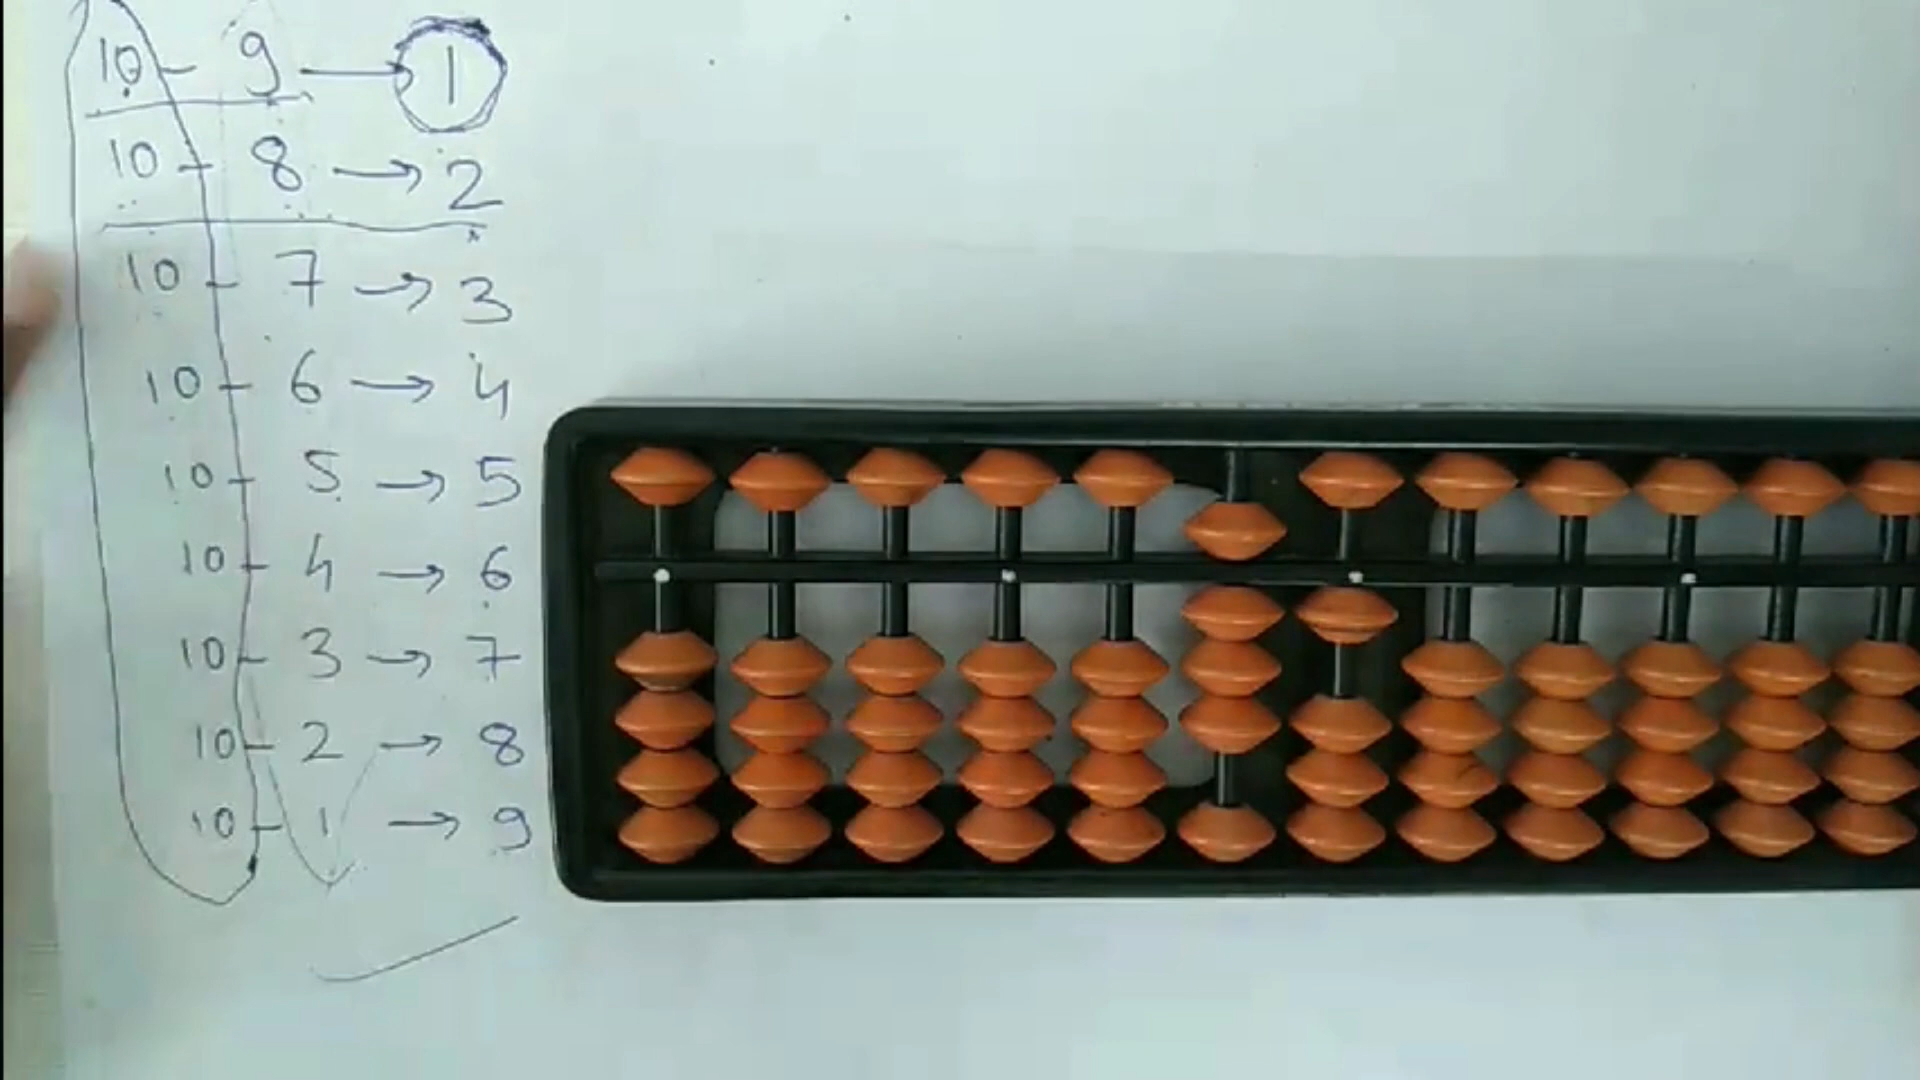 10 - 9 → 1
10 - 8 → 2
10 - 7 → 3
10 - 6 → 4
10 - 5 → 5
10 - 4 → 6
10 - 3 → 7
10 - 2 → 8
10 - 1 → 9